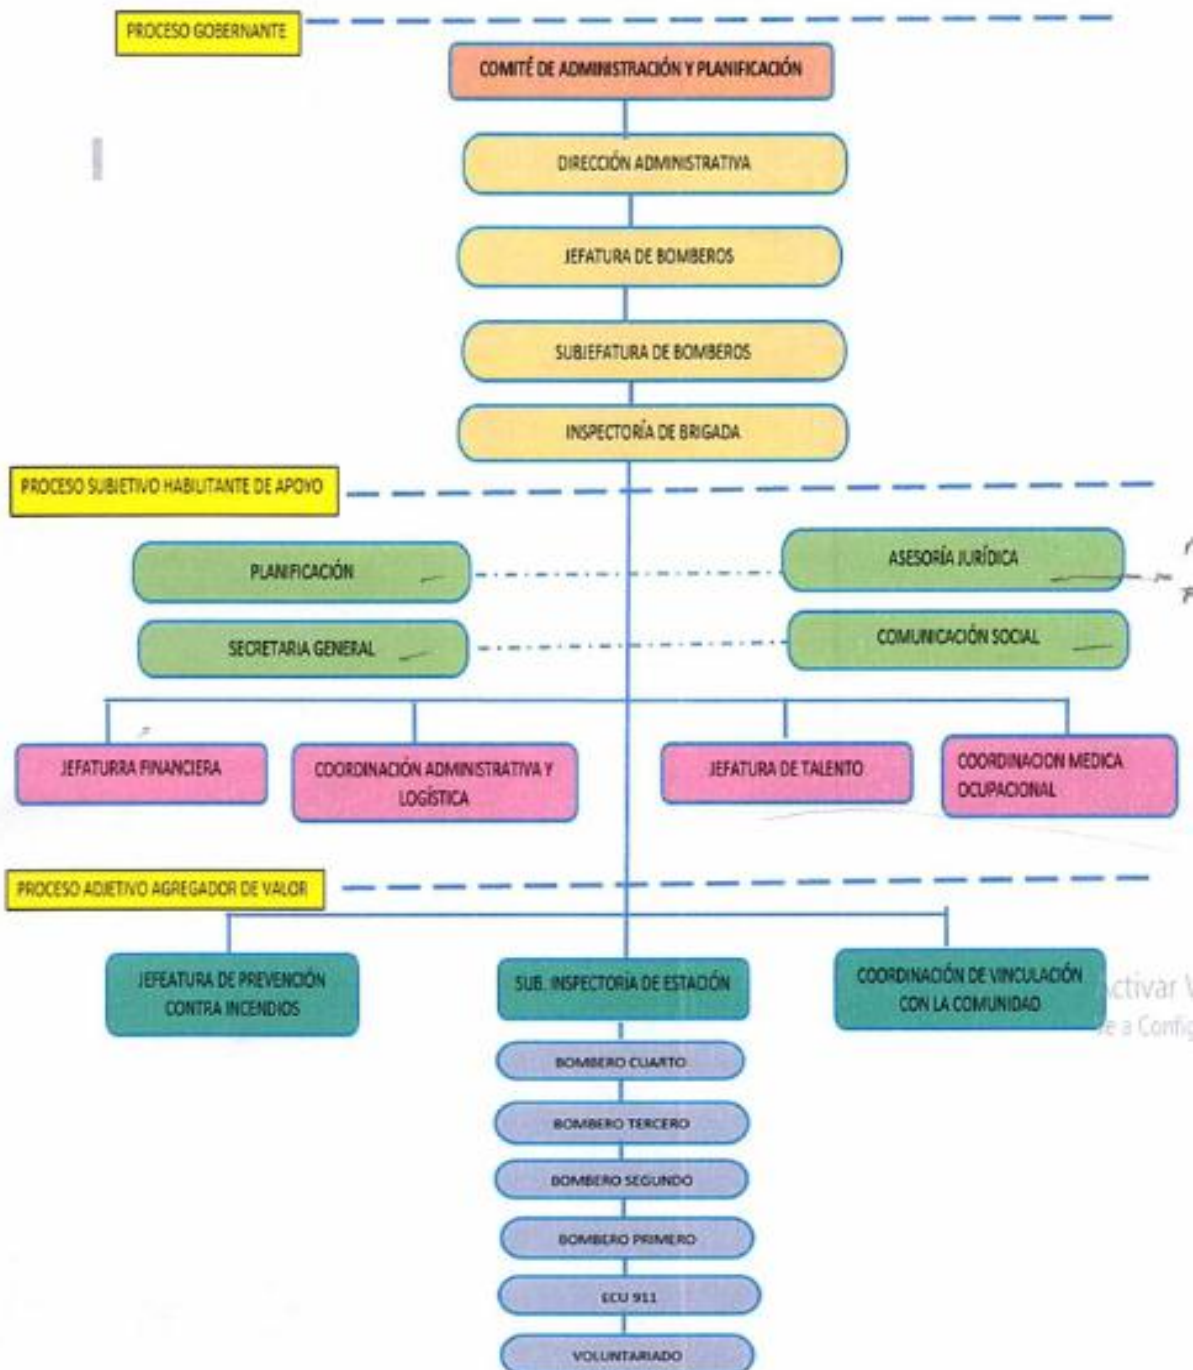 PROCESO GOBERNANTE
COMITÉ DE ADMINISTRACIÓN Y PLANIFICACIÓN
DIRECCIÓN ADMINISTRATIVA
JEFATURA DE BOMBEROS
SUBJEFATURA DE BOMBEROS
INSPECTORÍA DE BRIGADA
PROCESO SUBJETIVO HABILITANTE DE APOYO
PLANIFICACIÓN
ASESORÍA JURÍDICA
SECRETARIA GENERAL
COMUNICACIÓN SOCIAL
JEFATURRA FINANCIERA
COORDINACIÓN ADMINISTRATIVA Y
LOGÍSTICA
JEFATURA DE TALENTO
COORDINACION MEDICA
OCUPACIONAL
PROCESO ADJETIVO AGREGADOR DE VALOR
JEFEATURA DE PREVENCIÓN
CONTRA INCENDIOS
SUB. INSPECTORÍA DE ESTACIÓN
COORDINACIÓN DE VINCULACIÓN
CON LA COMUNIDAD
Activar
a Config
BOMBERO CUARTO
BOMBERO TERCERO
BOMBERO SEGUNDO
BOMBERO PRIMERO
ECU 911
VOLUNTARIADO